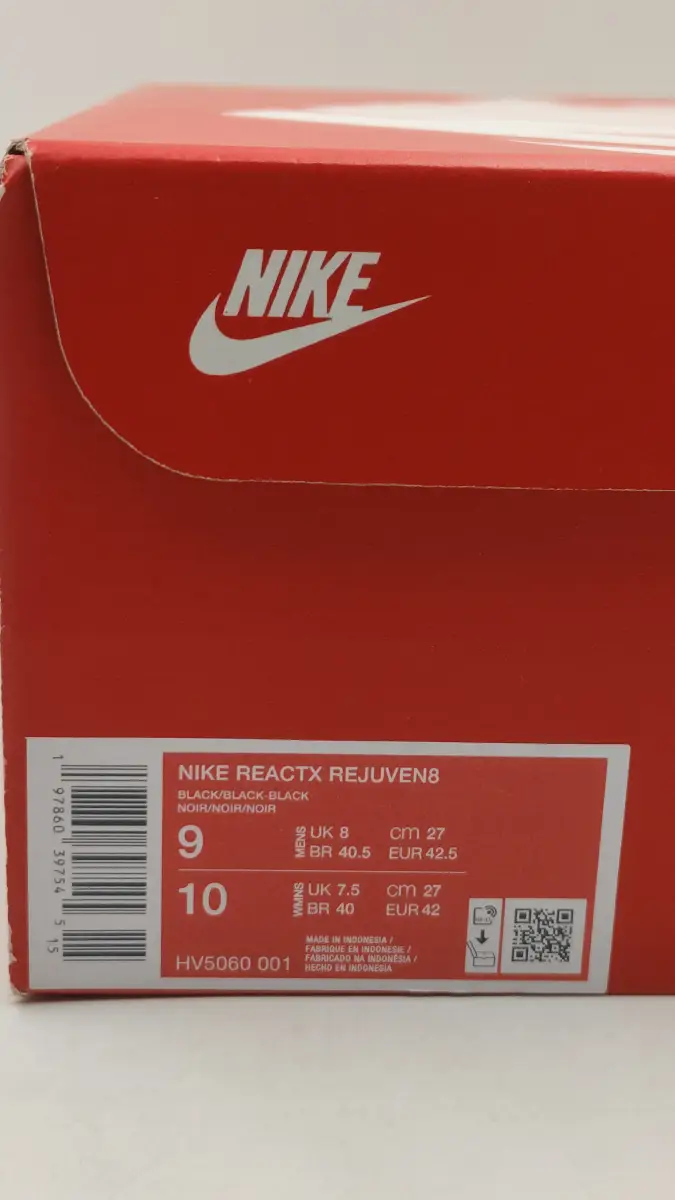 NIKE
NIKE REACTX REJUVEN8
BLACK/BLACK-BLACK
NOIR/NOIR/NOIR
9 MENS UK 8 cm 27
BR 40.5 EUR 42.5
10 WMNS UK 7.5 cm 27
BR 40 EUR 42
MADE IN INDONESIA /
FABRIQUE EN INDONESIE /
FABRICADO NA INDONÉSIA /
HECHO EN INDONESIA
HV5060 001
1 97860 39754 5 15